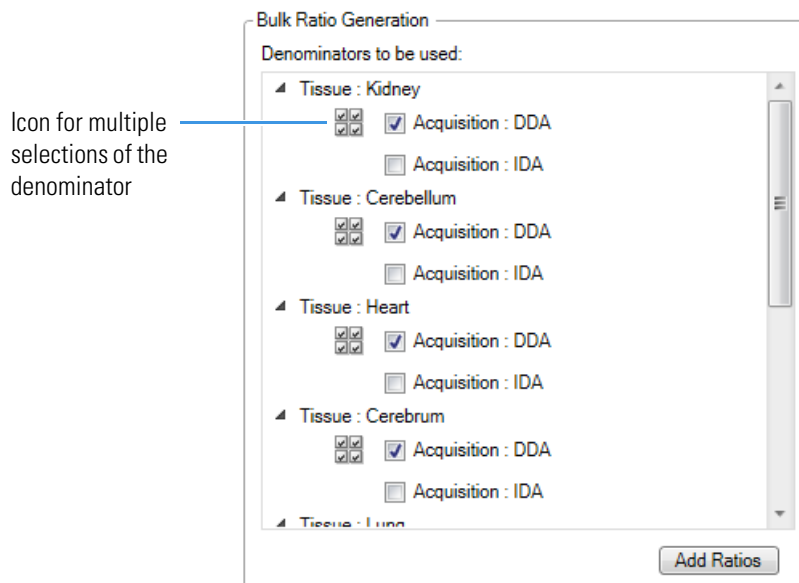 Bulk Ratio Generation
Denominators to be used:
Tissue : Kidney
Icon for multiple
selections of the
denominator
Acquisition : DDA
Acquisition : IDA
Tissue : Cerebellum
Acquisition : DDA
Acquisition : IDA
Tissue : Heart
Acquisition : DDA
Acquisition : IDA
Tissue : Cerebrum
Acquisition : DDA
Acquisition : IDA
Tissue : Lung
Add Ratios